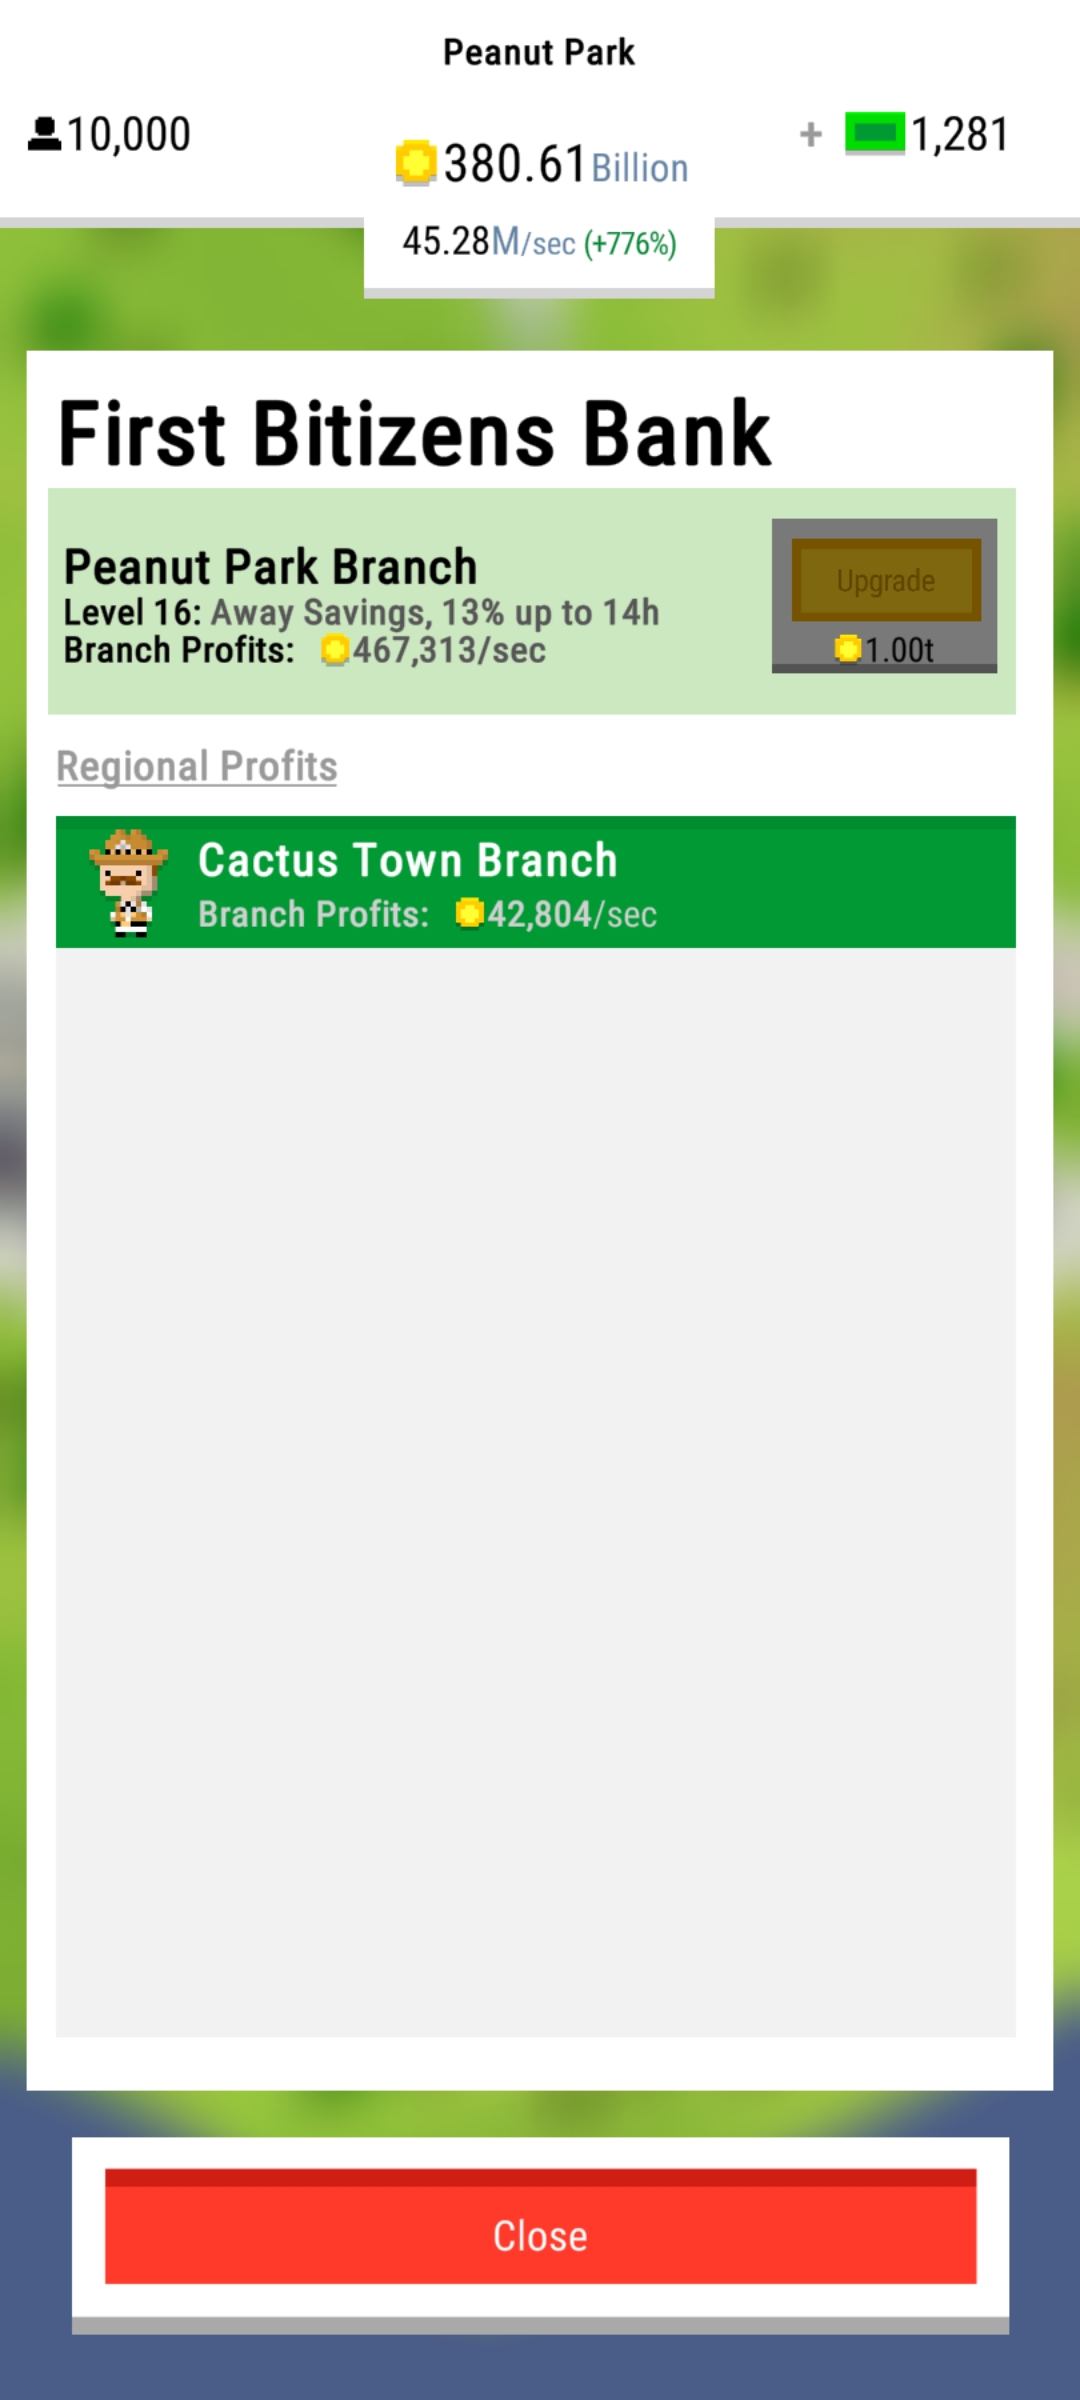 Peanut Park
10,000
380.61 Billion
+ 1,281
45.28M/sec (+776%)
First Bitizens Bank
Peanut Park Branch
Level 16: Away Savings, 13% up to 14h
Branch Profits: 467,313/sec
Upgrade
1.00t
Regional Profits
Cactus Town Branch
Branch Profits: 42,804/sec
Close